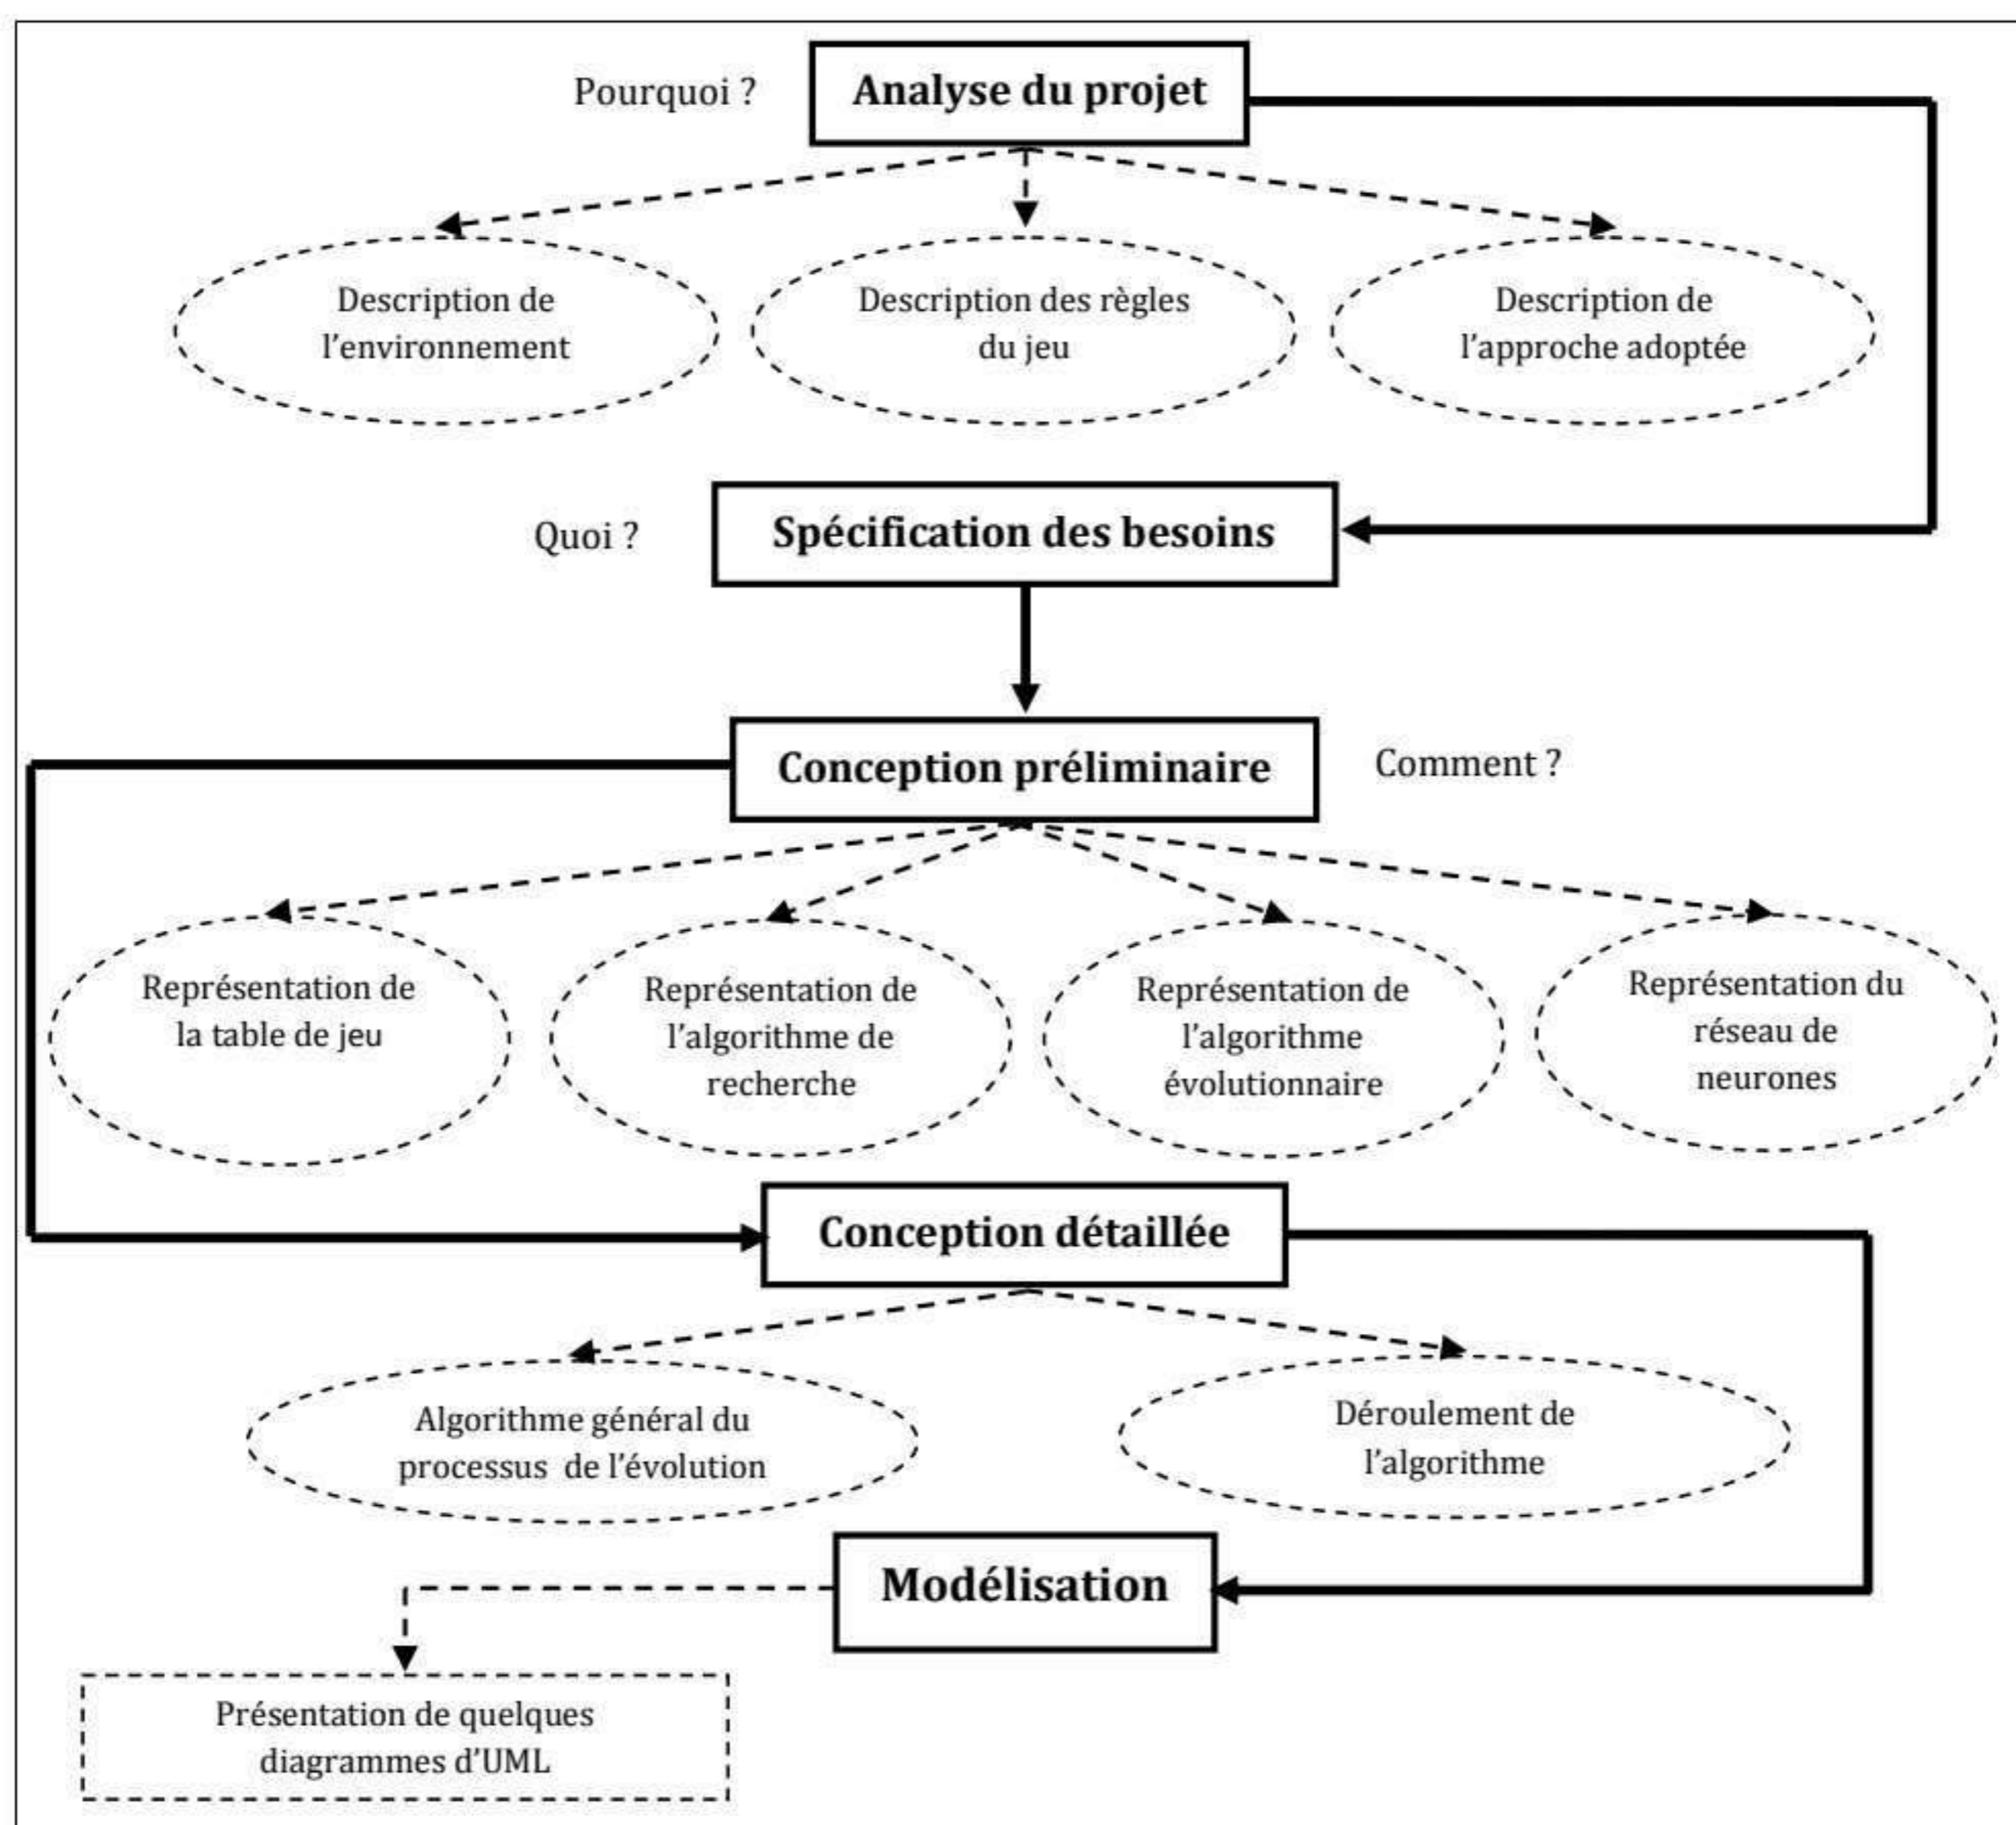 Pourquoi ?
Analyse du projet
Description de
l'environnement
Description des règles
du jeu
Description de
l'approche adoptée
Quoi ?
Spécification des besoins
Conception préliminaire
Comment ?
Représentation de
la table de jeu
Représentation de
l'algorithme de
recherche
Représentation de
l'algorithme
évolutionnaire
Représentation du
réseau de
neurones
Conception détaillée
Algorithme général du
processus  de l'évolution
Déroulement de
l'algorithme
Modélisation
Présentation de quelques
diagrammes d'UML